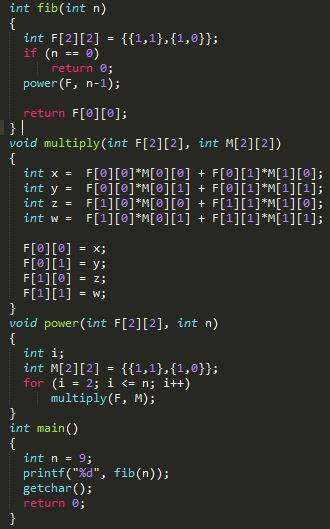 int fib(int n)
{
  int F[2][2] = {{1,1},{1,0}};
  if (n == 0)
      return 0;
  power(F, n-1);

  return F[0][0];
}
void multiply(int F[2][2], int M[2][2])
{
  int x =  F[0][0]*M[0][0] + F[0][1]*M[1][0];
  int y =  F[0][0]*M[0][1] + F[0][1]*M[1][1];
  int z =  F[1][0]*M[0][0] + F[1][1]*M[1][0];
  int w =  F[1][0]*M[0][1] + F[1][1]*M[1][1];

  F[0][0] = x;
  F[0][1] = y;
  F[1][0] = z;
  F[1][1] = w;
}
void power(int F[2][2], int n)
{
  int i;
  int M[2][2] = {{1,1},{1,0}};
  for (i = 2; i <= n; i++)
      multiply(F, M);
}
int main()
{
  int n = 9;
  printf("%d", fib(n));
  getchar();
  return 0;
}